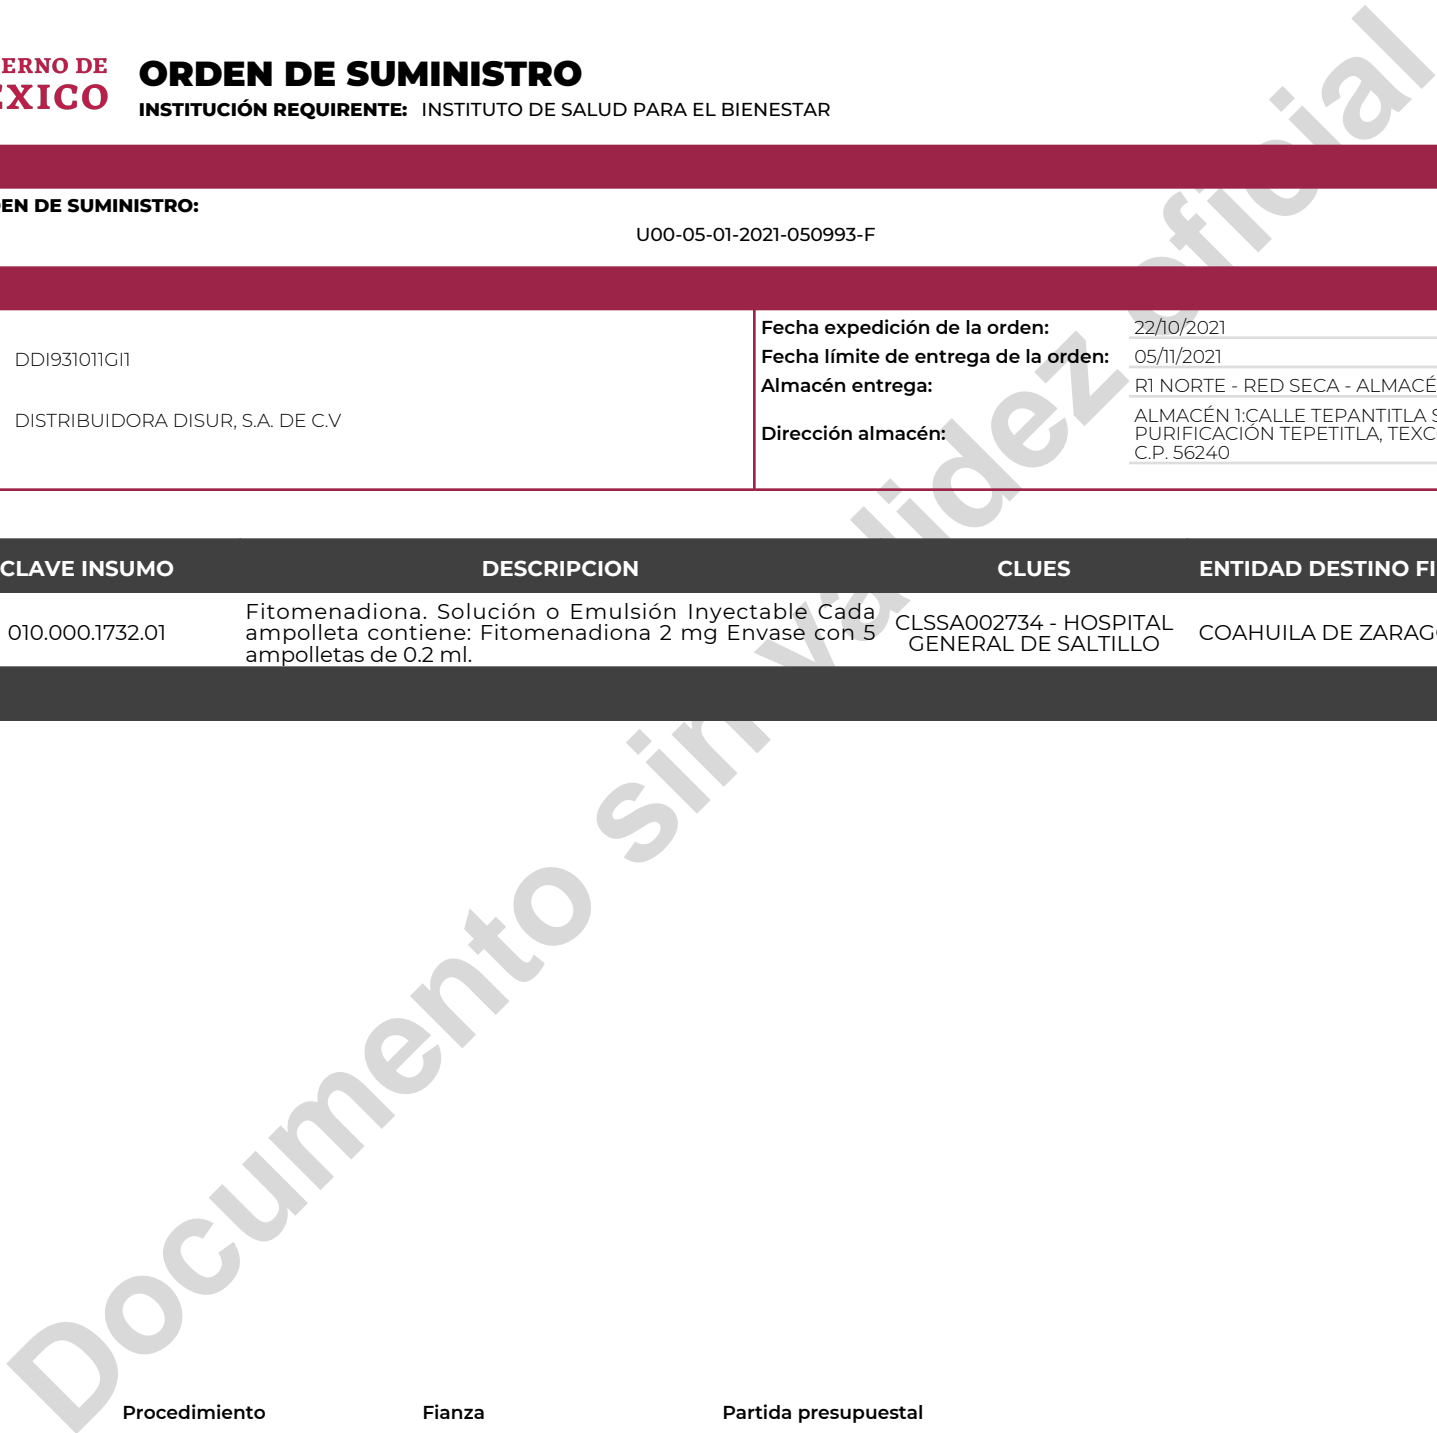 ERNO DE
ORDEN DE SUMINISTRO
XICO
INSTITUCIÓN REQUIRENTE: INSTITUTO DE SALUD PARA EL BIENESTAR
EN DE SUMINISTRO:
U00-05-01-2021-050993-F
DDI931011GI1
DISTRIBUIDORA DISUR, S.A. DE C.V
Fecha expedición de la orden: 22/10/2021
Fecha límite de entrega de la orden: 05/11/2021
Almacén entrega: R1 NORTE - RED SECA - ALMACÉ
Dirección almacén:
ALMACÉN 1:CALLE TEPANTITLA S
PURIFICACIÓN TEPETITLA, TEXC
C.P. 56240
CLAVE INSUMO DESCRIPCION CLUES ENTIDAD DESTINO FI
010.000.1732.01
Fitomenadiona. Solución o Emulsión Inyectable Cada
ampolleta contiene: Fitomenadiona 2 mg Envase con 5
ampolletas de 0.2 ml.
CLSSA002734 - HOSPITAL
GENERAL DE SALTILLO
COAHUILA DE ZARAG
Documento sin validez oficial
Procedimiento Fianza Partida presupuestal